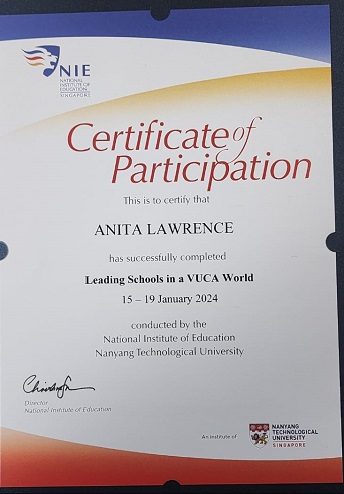 NIE
NATIONAL
INSTITUTE OF
EDUCATION
SINGAPORE
Certificate of
Participation
This is to certify that
ANITA LAWRENCE
has successfully completed
Leading Schools in a VUCA World
15 – 19 January 2024
conducted by the
National Institute of Education
Nanyang Technological University
Director
National Institute of Education
An Institute of
NANYANG
TECHNOLOGICAL
UNIVERSITY
SINGAPORE